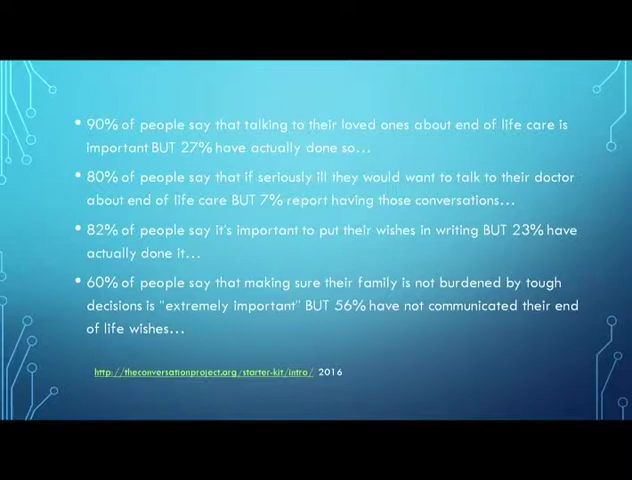 • 90% of people say that talking to their loved ones about end of life care is
important BUT 27% have actually done so…
• 80% of people say that if seriously ill they would want to talk to their doctor
about end of life care BUT 7% report having those conversations…
• 82% of people say it's important to put their wishes in writing BUT 23% have
actually done it…
• 60% of people say that making sure their family is not burdened by tough
decisions is "extremely important" BUT 56% have not communicated their end
of life wishes…
http://theconversationproject.org/starter-kit/intro/ 2016